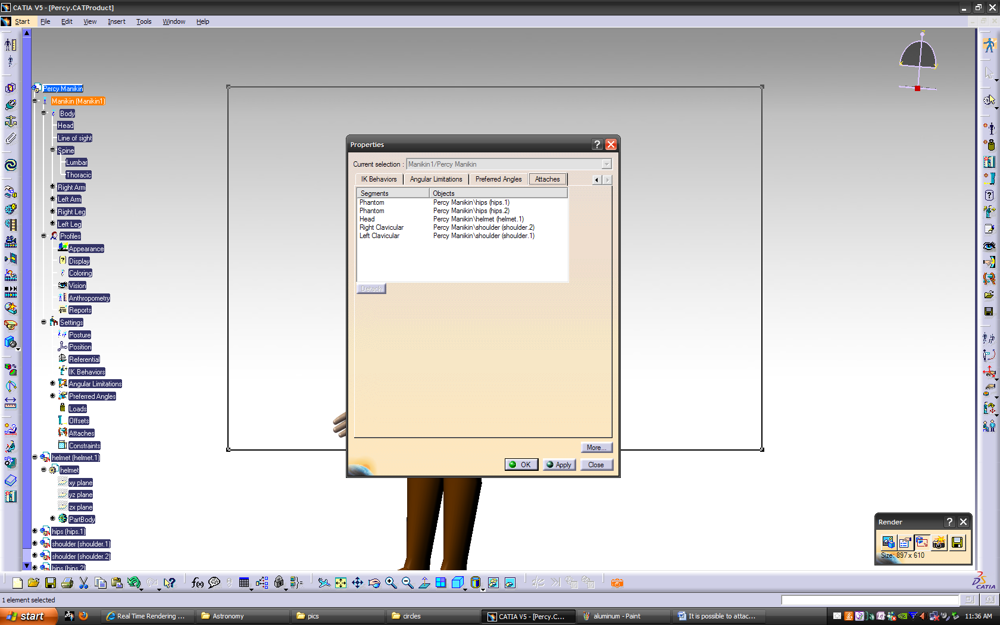 CATIA V5 - [Percy.CATProduct]
Start File Edit View Insert Tools Window Help
Percy Manikin
Manikin (Manikin1)
Body
Head
Line of sight
Spine
Lumbar
Thoracic
Right Arm
Left Arm
Right Leg
Left Leg
Profiles
Appearance
Display
Coloring
Vision
Anthropometry
Reports
Settings
Posture
Position
Referential
IK Behaviors
Angular Limitations
Preferred Angles
Loads
Offsets
Attaches
Constraints
helmet (helmet.1)
helmet
xy plane
yz plane
zx plane
PartBody
hips (hips.1)
shoulder (shoulder.1)
shoulder (shoulder.2)
hips (hips.2)
Properties
Current selection : Manikin1/Percy Manikin
IK Behaviors Angular Limitations Preferred Angles Attaches
Segments Objects
Phantom Percy Manikin\hips (hips.1)
Phantom Percy Manikin\hips (hips.2)
Head Percy Manikin\helmet (helmet.1)
Right Clavicular Percy Manikin\shoulder (shoulder.2)
Left Clavicular Percy Manikin\shoulder (shoulder.1)
Detach
More...
OK Apply Close
Render
Size: 897 x 610
f(x)
CATIA
1 element selected
start Real Time Rendering ... Astronomy pics circles CATIA V5 - [Percy.C... aluminum - Paint It is possible to attac... 11:36 AM